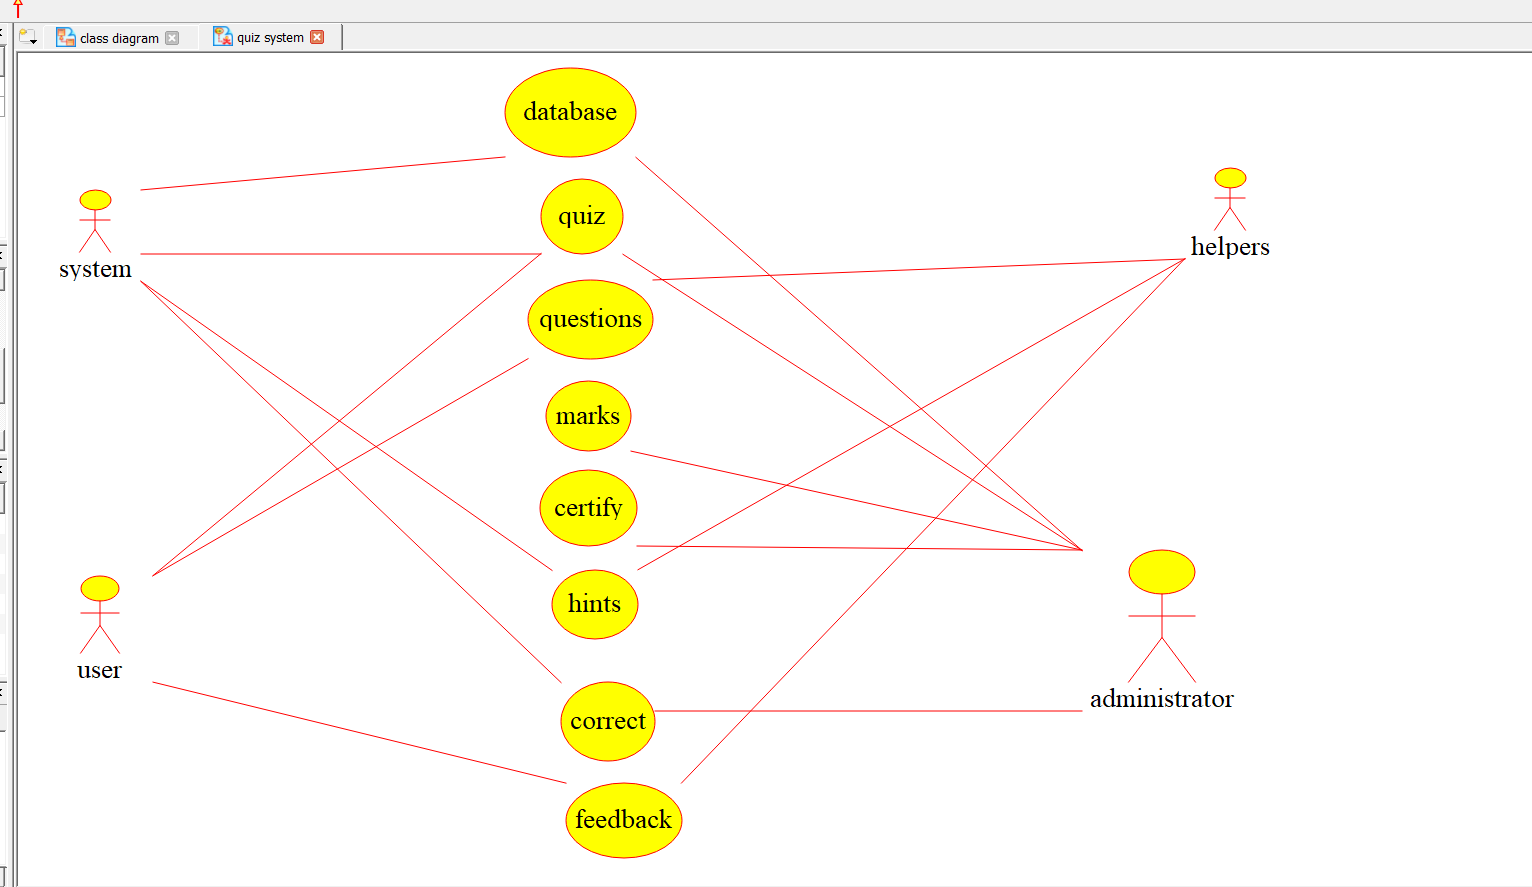 class diagram
quiz system
database
quiz
system
helpers
questions
marks
certify
hints
user
administrator
correct
feedback